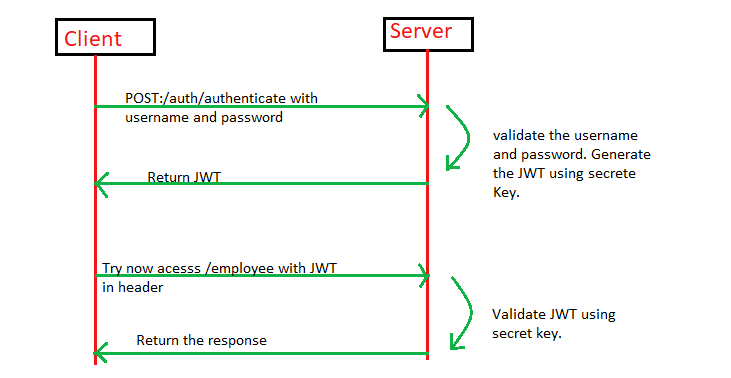 Client
Server
POST:/auth/authenticate with
username and password
validate the username
and password. Generate
the JWT using secrete
Key.
Return JWT
Try now acesss /employee with JWT
in header
Validate JWT using
secret key.
Return the response